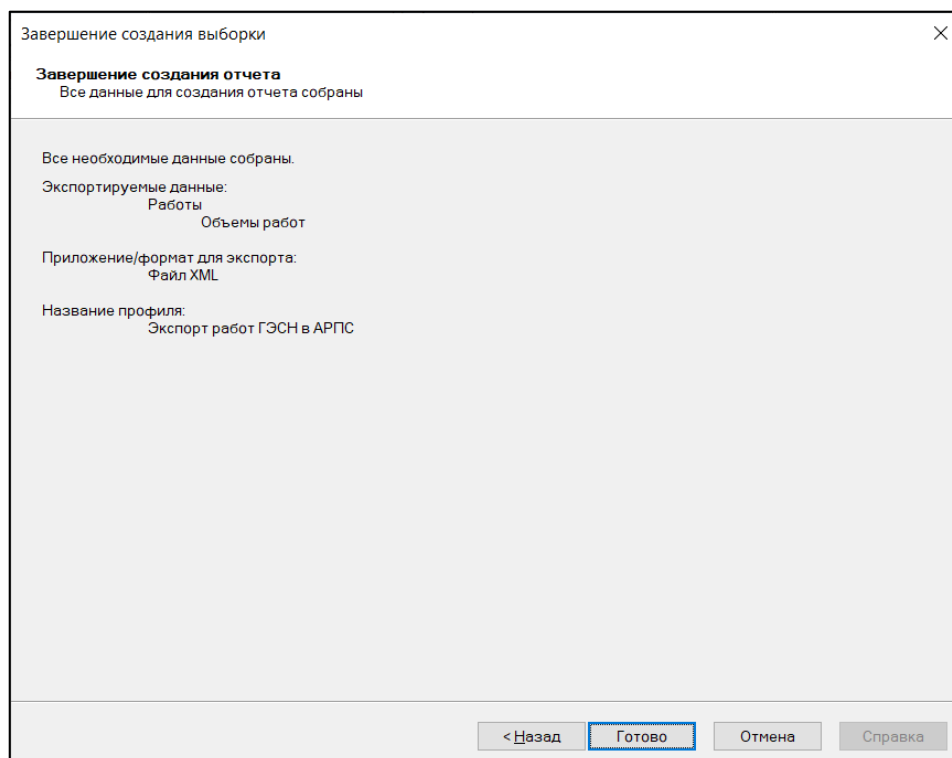 Завершение создания выборки
Завершение создания отчета
Все данные для создания отчета собраны
Все необходимые данные собраны.
Экспортируемые данные:
Работы
Объемы работ
Приложение/формат для экспорта:
Файл XML
Название профиля:
Экспорт работ ГЭСН в АРПС
< Назад Готово Отмена Справка